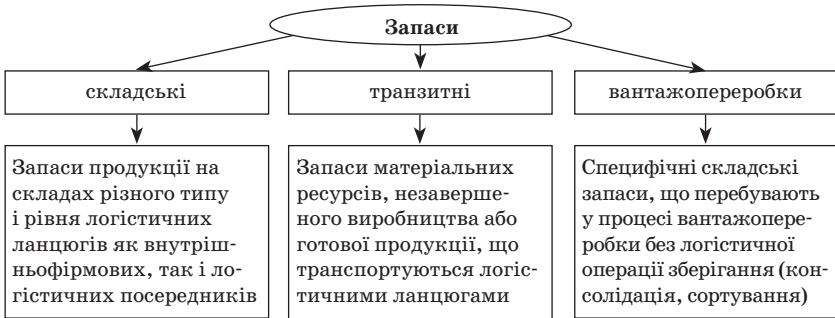 Запаси
складські
транзитні
вантажопереробки
Запаси продукції на
складах різного типу
і рівня логістичних
ланцюгів як внутріш-
ньофірмових, так і ло-
гістичних посередників
Запаси матеріальних
ресурсів, незаверше-
ного виробництва або
готової продукції, що
транспортуються логіс-
тичними ланцюгами
Специфічні складські
запаси, що перебувають
у процесі вантажопере-
робки без логістичної
операції зберігання (кон-
солідація, сортування)